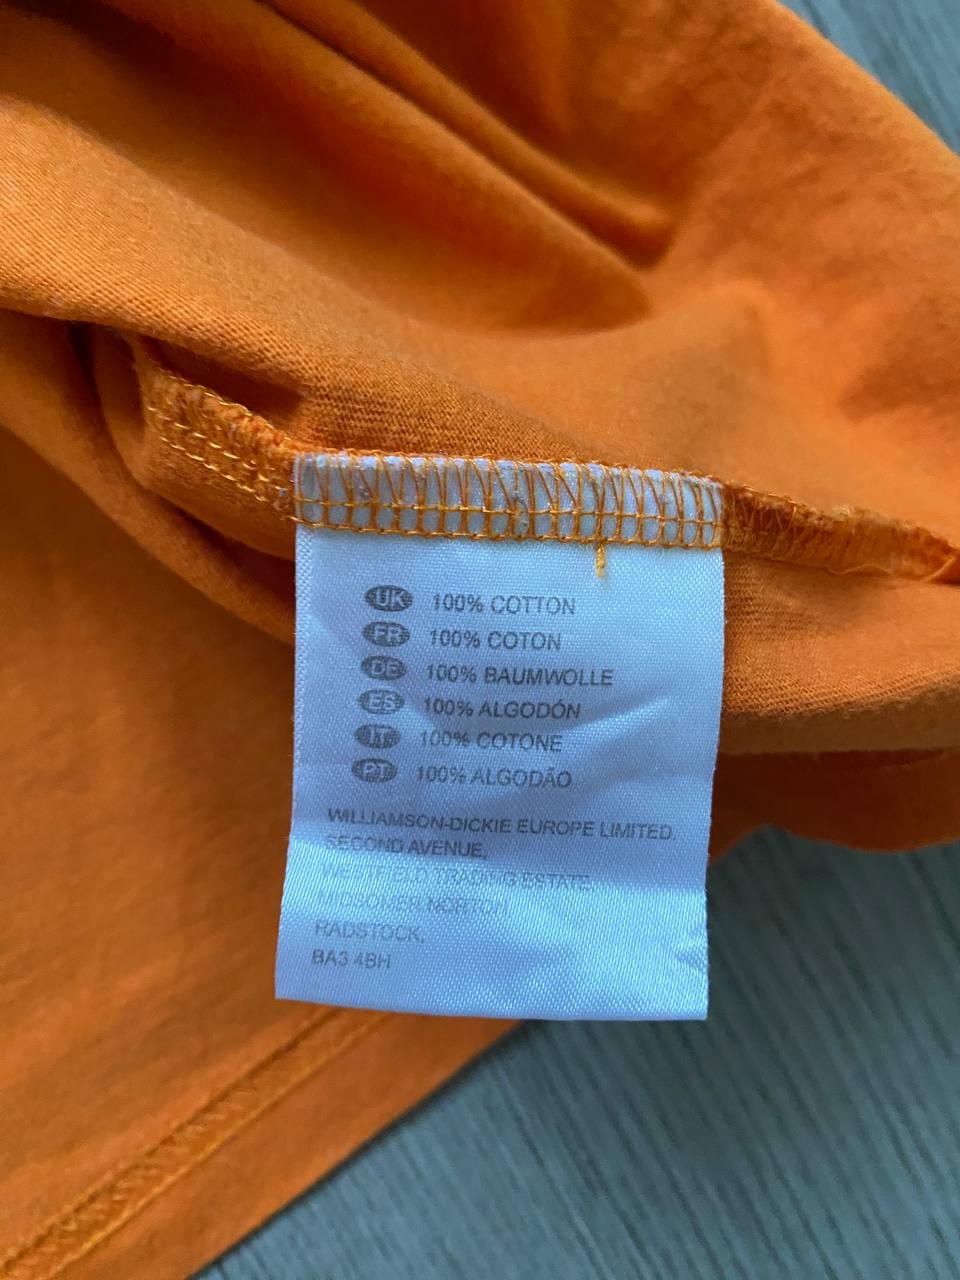 UK 100% COTTON
FR 100% COTON
DE 100% BAUMWOLLE
ES 100% ALGODÓN
IT 100% COTONE
PT 100% ALGODÃO
WILLIAMSON-DICKIE EUROPE LIMITED,
SECOND AVENUE,
WESTFIELD TRADING ESTATE,
MIDSOMER NORTON,
RADSTOCK,
BA3 4BH